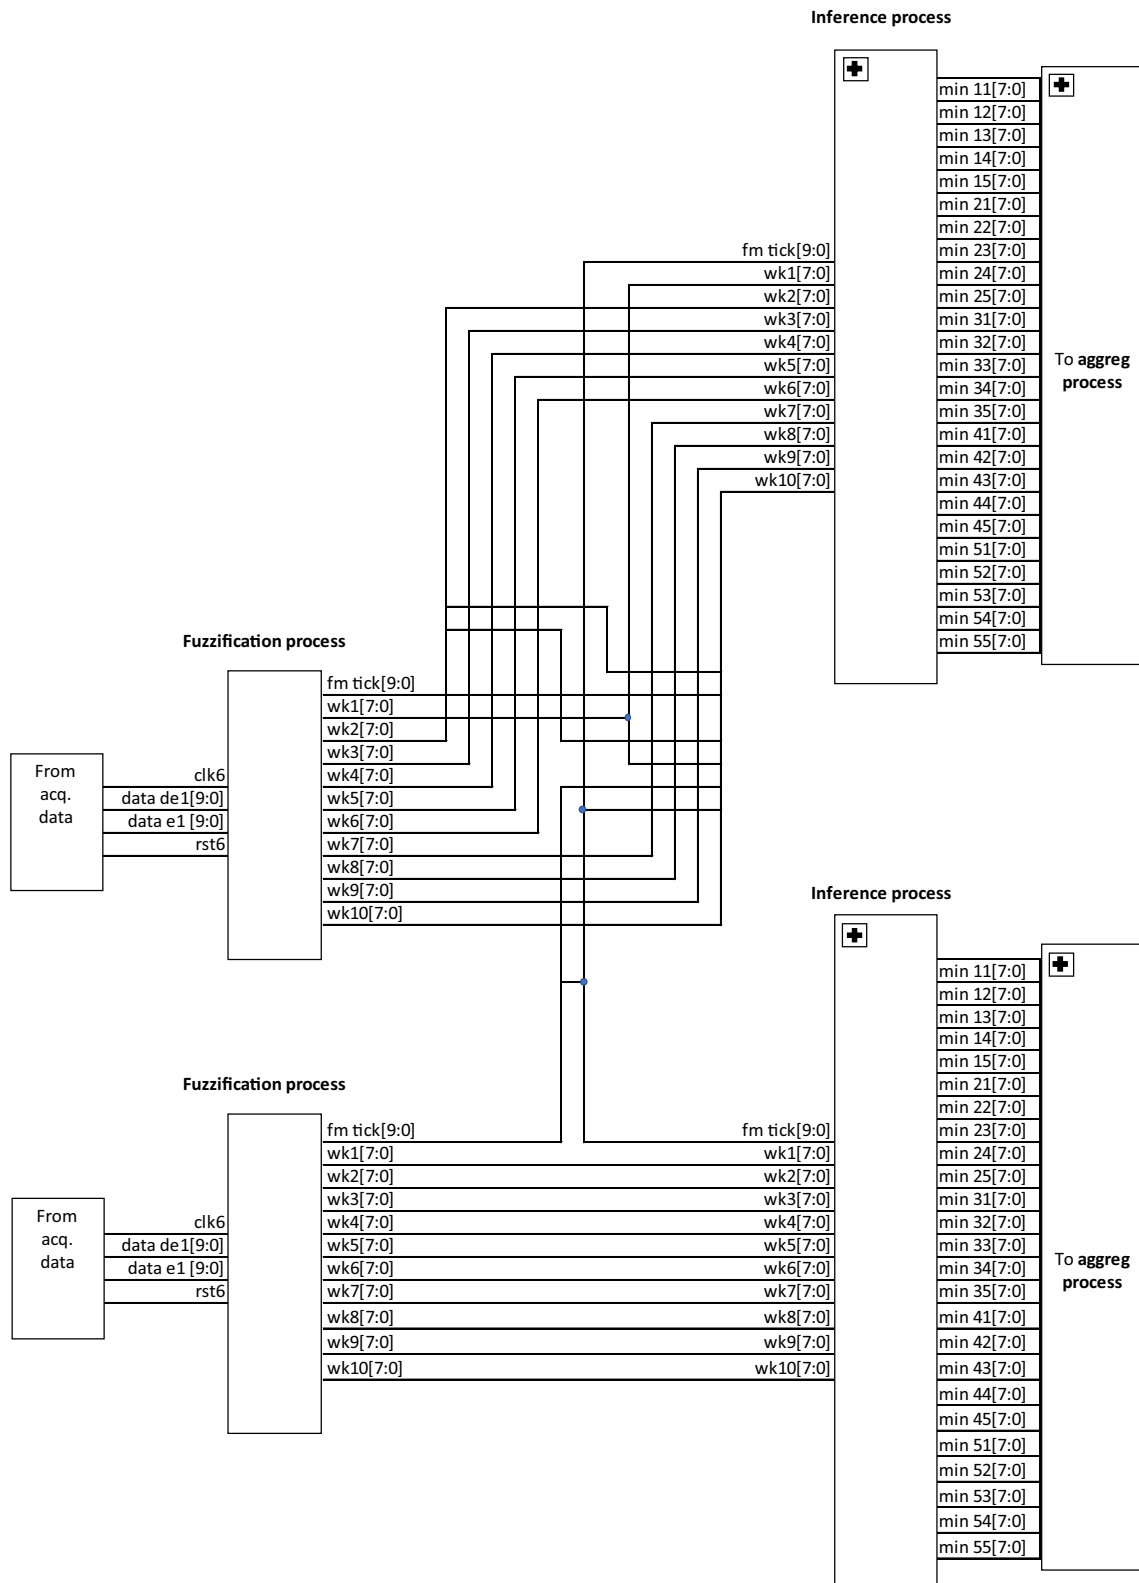 Inference process
min 11[7:0]
min 12[7:0]
min 13[7:0]
min 14[7:0]
min 15[7:0]
min 21[7:0]
min 22[7:0]
min 23[7:0]
min 24[7:0]
min 25[7:0]
min 31[7:0]
min 32[7:0]
min 33[7:0]
min 34[7:0]
min 35[7:0]
min 41[7:0]
min 42[7:0]
min 43[7:0]
min 44[7:0]
min 45[7:0]
min 51[7:0]
min 52[7:0]
min 53[7:0]
min 54[7:0]
min 55[7:0]
fm tick[9:0]
wk1[7:0]
wk2[7:0]
wk3[7:0]
wk4[7:0]
wk5[7:0]
wk6[7:0]
wk7[7:0]
wk8[7:0]
wk9[7:0]
wk10[7:0]
To aggreg
process
Fuzzification process
fm tick[9:0]
wk1[7:0]
wk2[7:0]
wk3[7:0]
wk4[7:0]
wk5[7:0]
wk6[7:0]
wk7[7:0]
wk8[7:0]
wk9[7:0]
wk10[7:0]
From
acq.
data
clk6
data de1[9:0]
data e1 [9:0]
rst6
Inference process
min 11[7:0]
min 12[7:0]
min 13[7:0]
min 14[7:0]
min 15[7:0]
min 21[7:0]
min 22[7:0]
min 23[7:0]
min 24[7:0]
min 25[7:0]
min 31[7:0]
min 32[7:0]
min 33[7:0]
min 34[7:0]
min 35[7:0]
min 41[7:0]
min 42[7:0]
min 43[7:0]
min 44[7:0]
min 45[7:0]
min 51[7:0]
min 52[7:0]
min 53[7:0]
min 54[7:0]
min 55[7:0]
fm tick[9:0]
wk1[7:0]
wk2[7:0]
wk3[7:0]
wk4[7:0]
wk5[7:0]
wk6[7:0]
wk7[7:0]
wk8[7:0]
wk9[7:0]
wk10[7:0]
To aggreg
process
Fuzzification process
fm tick[9:0]
wk1[7:0]
wk2[7:0]
wk3[7:0]
wk4[7:0]
wk5[7:0]
wk6[7:0]
wk7[7:0]
wk8[7:0]
wk9[7:0]
wk10[7:0]
From
acq.
data
clk6
data de1[9:0]
data e1 [9:0]
rst6